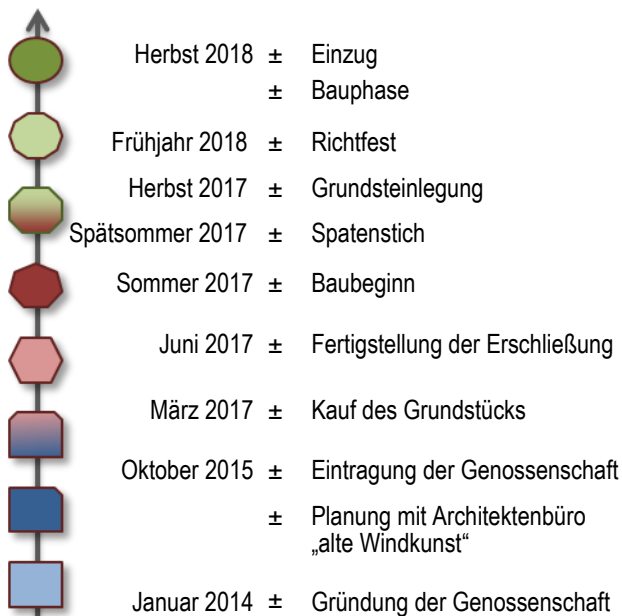 Herbst 2018 ± Einzug
± Bauphase
Frühjahr 2018 ± Richtfest
Herbst 2017 ± Grundsteinlegung
Spätsommer 2017 ± Spatenstich
Sommer 2017 ± Baubeginn
Juni 2017 ± Fertigstellung der Erschließung
März 2017 ± Kauf des Grundstücks
Oktober 2015 ± Eintragung der Genossenschaft
± Planung mit Architektenbüro
„alte Windkunst“
Januar 2014 ± Gründung der Genossenschaft